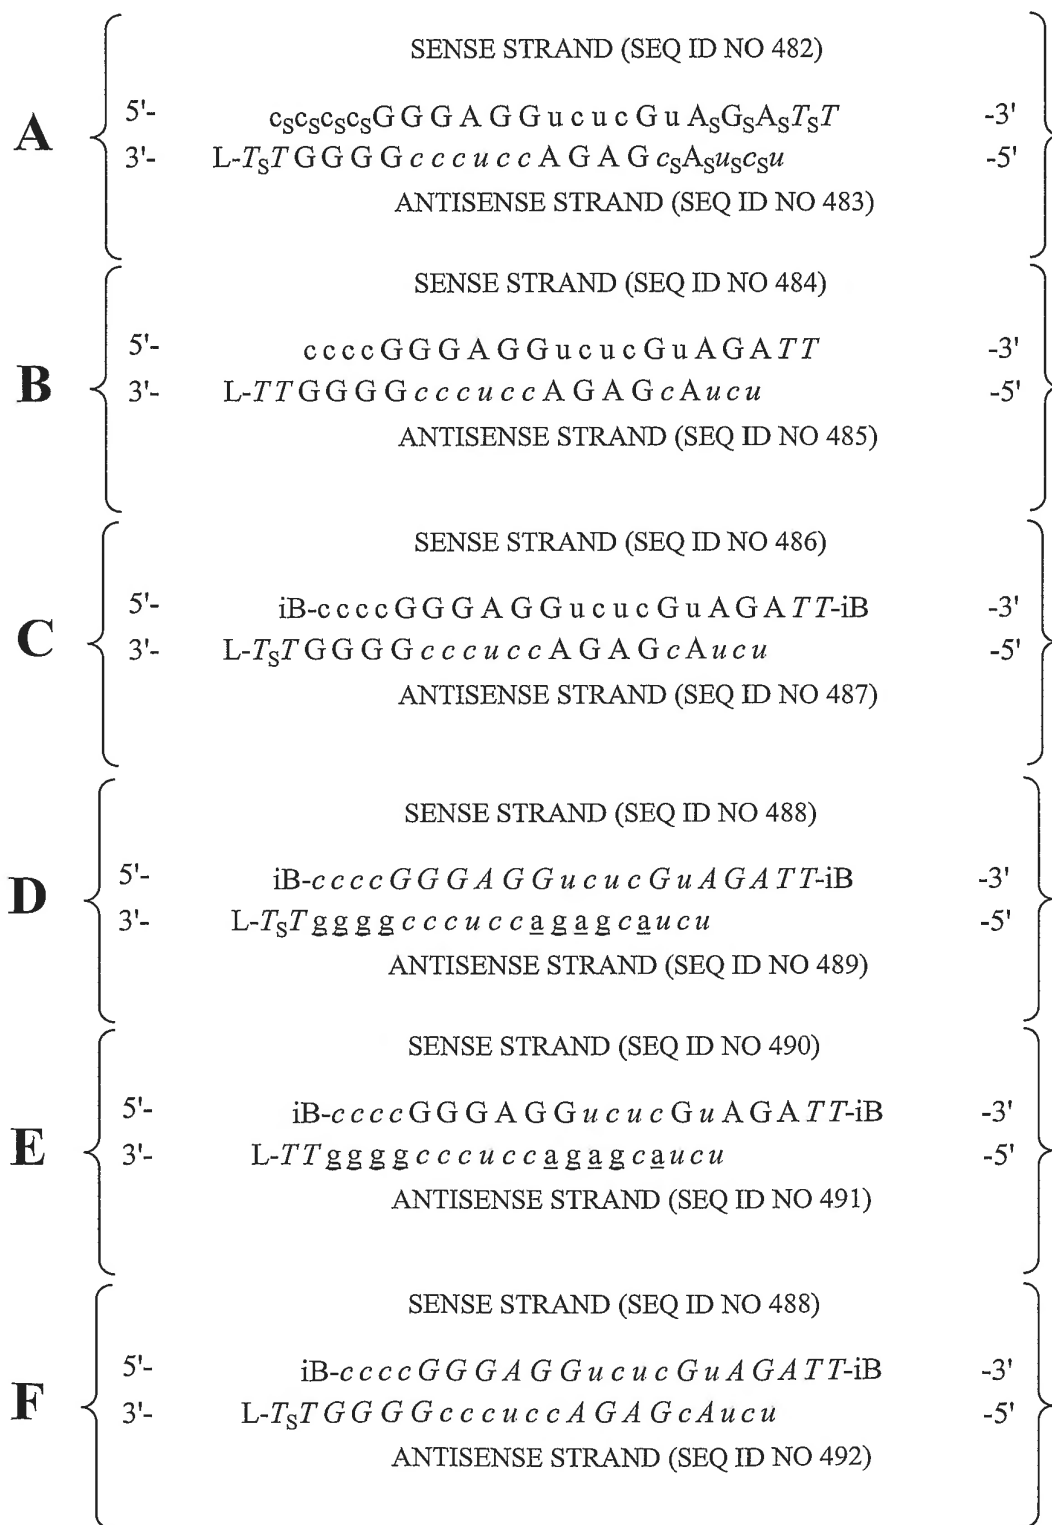 SENSE STRAND (SEQ ID NO 482)
A
5'- cScScScSGGGAGGucucGuASGSASTST -3'
3'- L-TSTGGGGcccuccAGAGcSASuScSu -5'
ANTISENSE STRAND (SEQ ID NO 483)
SENSE STRAND (SEQ ID NO 484)
B
5'- ccccGGGAGGucucGuAGATT -3'
3'- L-TTGGGGcccuccAGAGcAucu -5'
ANTISENSE STRAND (SEQ ID NO 485)
SENSE STRAND (SEQ ID NO 486)
C
5'- iB-ccccGGGAGGucucGuAGATT-iB -3'
3'- L-TSTGGGGcccuccAGAGcAucu -5'
ANTISENSE STRAND (SEQ ID NO 487)
SENSE STRAND (SEQ ID NO 488)
D
5'- iB-ccccGGGAGGucucGuAGATT-iB -3'
3'- L-TSTggggcccuccagagcaucu -5'
ANTISENSE STRAND (SEQ ID NO 489)
SENSE STRAND (SEQ ID NO 490)
E
5'- iB-ccccGGGAGGucucGuAGATT-iB -3'
3'- L-TTggggcccuccagagcaucu -5'
ANTISENSE STRAND (SEQ ID NO 491)
SENSE STRAND (SEQ ID NO 488)
F
5'- iB-ccccGGGAGGucucGuAGATT-iB -3'
3'- L-TSTGGGGcccuccAGAGcAucu -5'
ANTISENSE STRAND (SEQ ID NO 492)